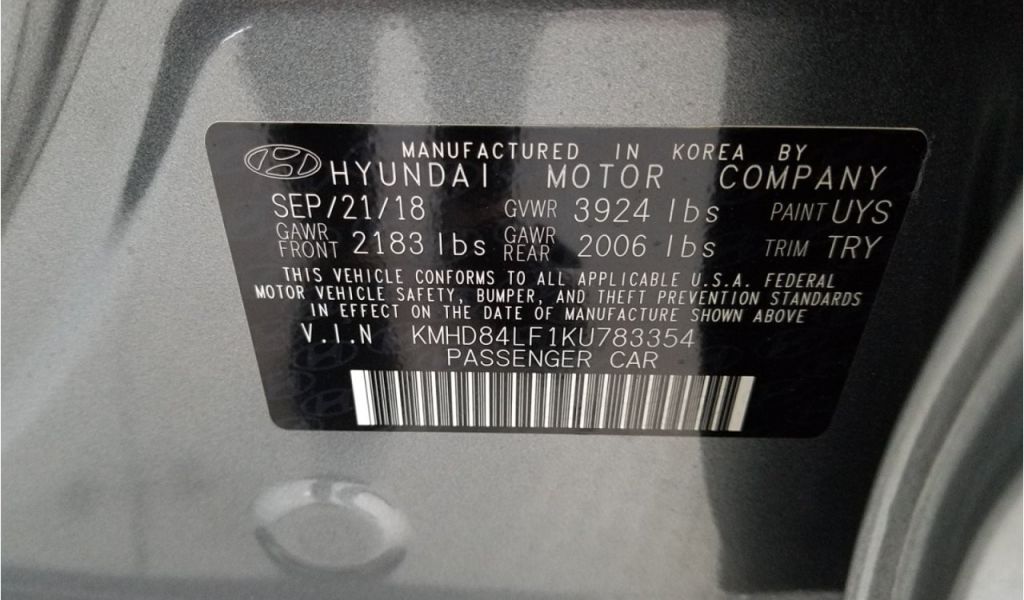 MANUFACTURED IN KOREA BY
HYUNDAI MOTOR COMPANY
SEP/21/18 GVWR 3924 lbs PAINT UYS
GAWR FRONT 2183 lbs GAWR REAR 2006 lbs TRIM TRY
THIS VEHICLE CONFORMS TO ALL APPLICABLE U.S.A. FEDERAL
MOTOR VEHICLE SAFETY, BUMPER, AND THEFT PREVENTION STANDARDS
IN EFFECT ON THE DATE OF MANUFACTURE SHOWN ABOVE
V.I.N KMHD84LF1KU783354
PASSENGER CAR